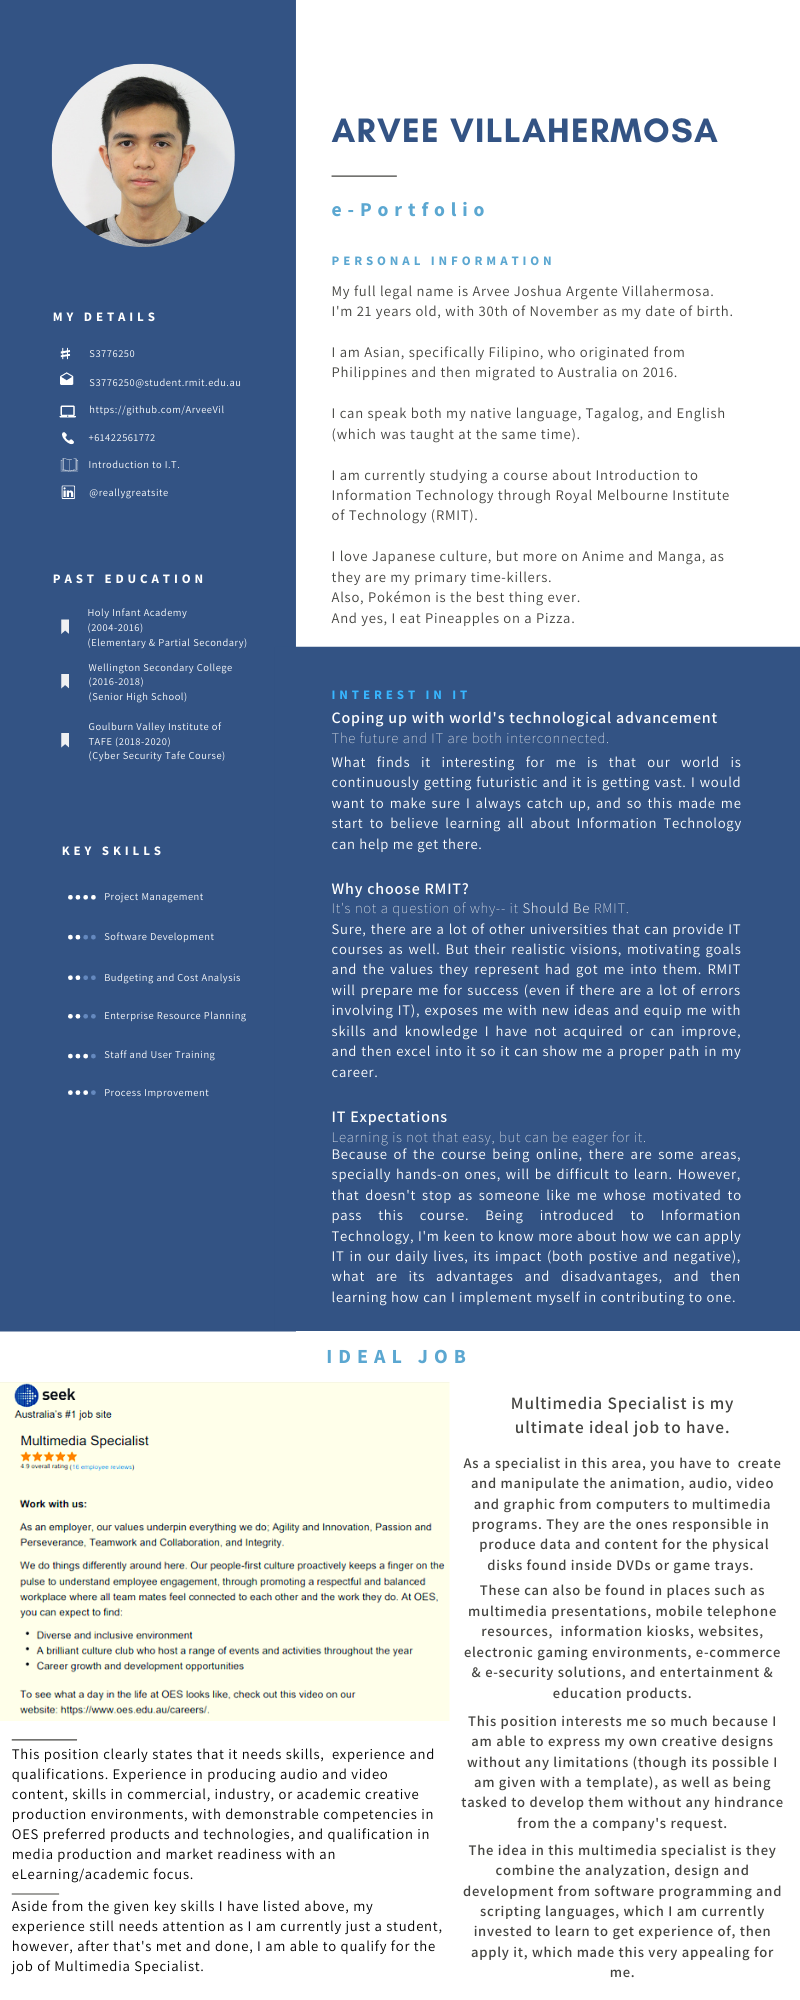 ARVEE VILLAHERMOSA
e-Portfolio
PERSONAL INFORMATION
My full legal name is Arvee Joshua Argente Villahermosa.
I'm 21 years old, with 30th of November as my date of birth.
I am Asian, specifically Filipino, who originated from
Philippines and then migrated to Australia on 2016.
I can speak both my native language, Tagalog, and English
(which was taught at the same time).
I am currently studying a course about Introduction to
Information Technology through Royal Melbourne Institute
of Technology (RMIT).
I love Japanese culture, but more on Anime and Manga, as
they are my primary time-killers.
Also, Pokémon is the best thing ever.
And yes, I eat Pineapples on a Pizza.
MY DETAILS
S3776250
S3776250@student.rmit.edu.au
https://github.com/ArveeVil
+61422561772
Introduction to I.T.
@reallygreatsite
PAST EDUCATION
Holy Infant Academy
(2004-2016)
(Elementary & Partial Secondary)
Wellington Secondary College
(2016-2018)
(Senior High School)
Goulburn Valley Institute of
TAFE (2018-2020)
(Cyber Security Tafe Course)
KEY SKILLS
Project Management
Software Development
Budgeting and Cost Analysis
Enterprise Resource Planning
Staff and User Training
Process Improvement
INTEREST IN IT
Coping up with world's technological advancement
The future and IT are both interconnected.
What finds it interesting for me is that our world is
continuously getting futuristic and it is getting vast. I would
want to make sure I always catch up, and so this made me
start to believe learning all about Information Technology
can help me get there.
Why choose RMIT?
It's not a question of why-- it Should Be RMIT.
Sure, there are a lot of other universities that can provide IT
courses as well. But their realistic visions, motivating goals
and the values they represent had got me into them. RMIT
will prepare me for success (even if there are a lot of errors
involving IT), exposes me with new ideas and equip me with
skills and knowledge I have not acquired or can improve,
and then excel into it so it can show me a proper path in my
career.
IT Expectations
Learning is not that easy, but can be eager for it.
Because of the course being online, there are some areas,
specially hands-on ones, will be difficult to learn. However,
that doesn't stop as someone like me whose motivated to
pass this course. Being introduced to Information
Technology, I'm keen to know more about how we can apply
IT in our daily lives, its impact (both postive and negative),
what are its advantages and disadvantages, and then
learning how can I implement myself in contributing to one.
IDEAL JOB
seek
Australia's #1 job site
Multimedia Specialist
4.9 overall rating (16 employee reviews)
Work with us:
As an employer, our values underpin everything we do; Agility and Innovation, Passion and
Perseverance, Teamwork and Collaboration, and Integrity.
We do things differently around here. Our people-first culture proactively keeps a finger on the
pulse to understand employee engagement, through promoting a respectful and balanced
workplace where all team mates feel connected to each other and the work they do. At OES,
you can expect to find:
• Diverse and inclusive environment
• A brilliant culture club who host a range of events and activities throughout the year
• Career growth and development opportunities
To see what a day in the life at OES looks like, check out this video on our
website: https://www.oes.edu.au/careers/.
This position clearly states that it needs skills, experience and
qualifications. Experience in producing audio and video
content, skills in commercial, industry, or academic creative
production environments, with demonstrable competencies in
OES preferred products and technologies, and qualification in
media production and market readiness with an
eLearning/academic focus.
Aside from the given key skills I have listed above, my
experience still needs attention as I am currently just a student,
however, after that's met and done, I am able to qualify for the
job of Multimedia Specialist.
Multimedia Specialist is my
ultimate ideal job to have.
As a specialist in this area, you have to create
and manipulate the animation, audio, video
and graphic from computers to multimedia
programs. They are the ones responsible in
produce data and content for the physical
disks found inside DVDs or game trays.
These can also be found in places such as
multimedia presentations, mobile telephone
resources, information kiosks, websites,
electronic gaming environments, e-commerce
& e-security solutions, and entertainment &
education products.
This position interests me so much because I
am able to express my own creative designs
without any limitations (though its possible I
am given with a template), as well as being
tasked to develop them without any hindrance
from the a company's request.
The idea in this multimedia specialist is they
combine the analyzation, design and
development from software programming and
scripting languages, which I am currently
invested to learn to get experience of, then
apply it, which made this very appealing for
me.